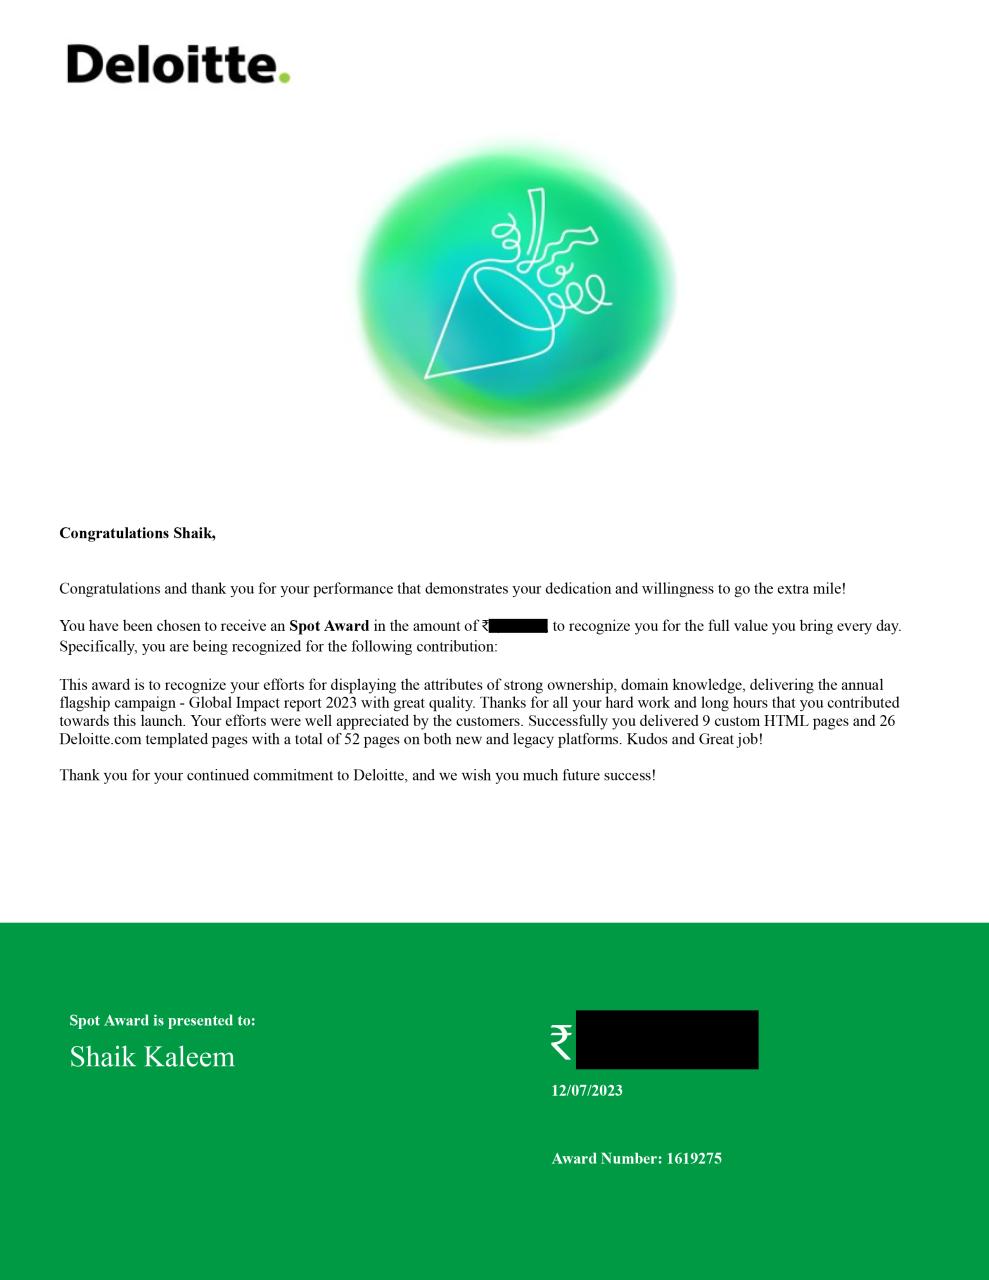 Deloitte.
Congratulations Shaik,
Congratulations and thank you for your performance that demonstrates your dedication and willingness to go the extra mile!
You have been chosen to receive an Spot Award in the amount of ₹ to recognize you for the full value you bring every day.
Specifically, you are being recognized for the following contribution:
This award is to recognize your efforts for displaying the attributes of strong ownership, domain knowledge, delivering the annual
flagship campaign - Global Impact report 2023 with great quality. Thanks for all your hard work and long hours that you contributed
towards this launch. Your efforts were well appreciated by the customers. Successfully you delivered 9 custom HTML pages and 26
Deloitte.com templated pages with a total of 52 pages on both new and legacy platforms. Kudos and Great job!
Thank you for your continued commitment to Deloitte, and we wish you much future success!
Spot Award is presented to:
Shaik Kaleem
₹
12/07/2023
Award Number: 1619275